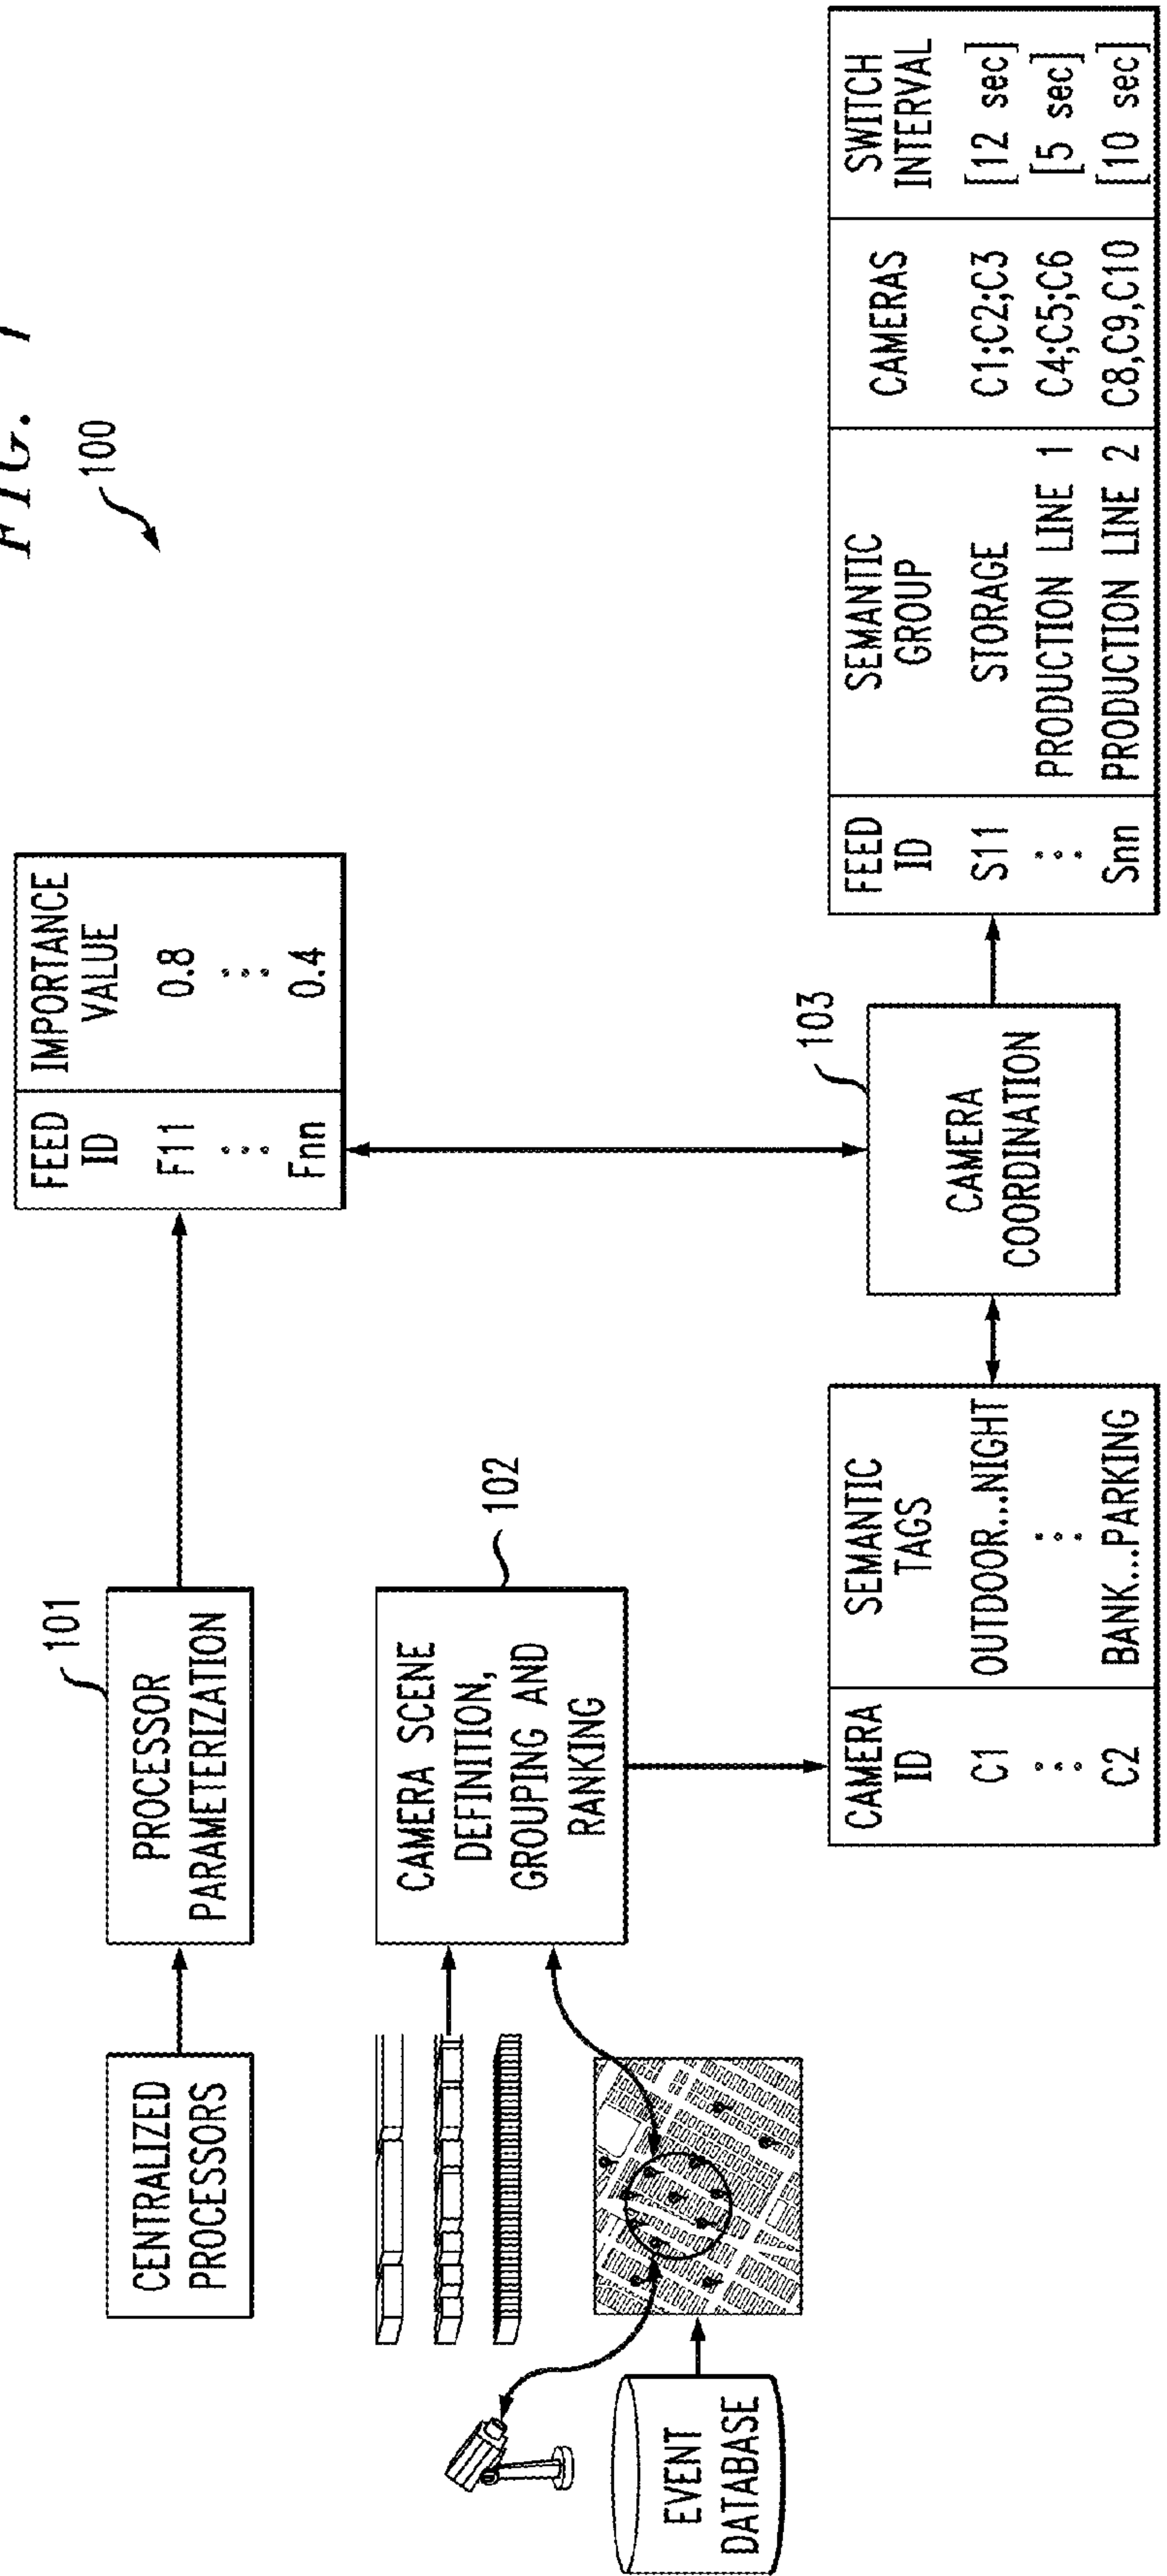 FIG. 1
100
CENTRALIZED
PROCESSORS
101
PROCESSOR
PARAMETERIZATION
FEED ID
IMPORTANCE VALUE
F11 0.8
Fnn 0.4
102
CAMERA SCENE
DEFINITION,
GROUPING AND
RANKING
EVENT
DATABASE
CAMERA ID
SEMANTIC TAGS
C1 OUTDOOR...NIGHT
C2 BANK...PARKING
103
CAMERA
COORDINATION
FEED ID
SEMANTIC GROUP
CAMERAS
SWITCH INTERVAL
S11 STORAGE C1;C2;C3 [12 sec]
⋮ PRODUCTION LINE 1 C4;C5;C6 [5 sec]
Snn PRODUCTION LINE 2 C8,C9,C10 [10 sec]